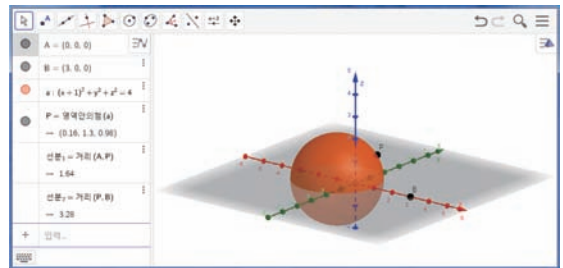 A = (0, 0, 0)
B = (3, 0, 0)
a : (x + 1)² + y² + z² = 4
P = 영역안의점(a)
→ (0.16, 1.3, 0.98)
선분₁ = 거리 (A, P)
→ 1.64
선분₂ = 거리 (P, B)
→ 3.28
+ 입력...
P
B